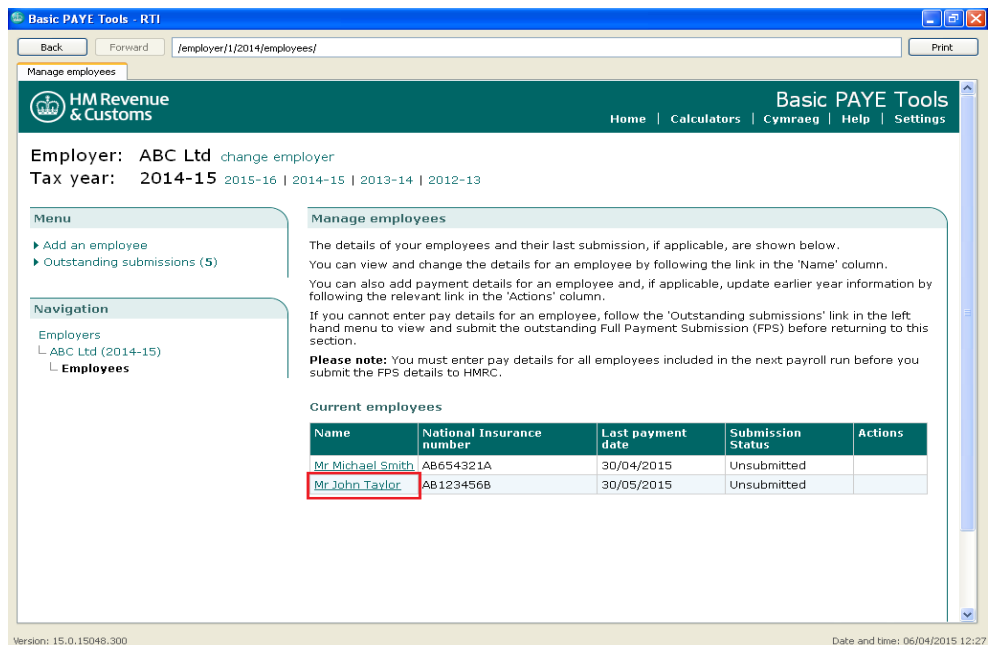 Basic PAYE Tools - RTI
Back Forward /employer/1/2014/employees/ Print
Manage employees
HM Revenue
& Customs
Basic PAYE Tools
Home | Calculators | Cymraeg | Help | Settings
Employer: ABC Ltd change employer
Tax year: 2014-15 2015-16 | 2014-15 | 2013-14 | 2012-13
Menu
Add an employee
Outstanding submissions (5)
Navigation
Employers
ABC Ltd (2014-15)
Employees
Manage employees
The details of your employees and their last submission, if applicable, are shown below.
You can view and change the details for an employee by following the link in the 'Name' column.
You can also add payment details for an employee and, if applicable, update earlier year information by
following the relevant link in the 'Actions' column.
If you cannot enter pay details for an employee, follow the 'Outstanding submissions' link in the left
hand menu to view and submit the outstanding Full Payment Submission (FPS) before returning to this
section.
Please note: You must enter pay details for all employees included in the next payroll run before you
submit the FPS details to HMRC.
Current employees
Name National Insurance number Last payment date Submission Status Actions
Mr Michael Smith AB654321A 30/04/2015 Unsubmitted
Mr John Taylor AB123456B 30/05/2015 Unsubmitted
Version: 15.0.15048.300
Date and time: 06/04/2015 12:27